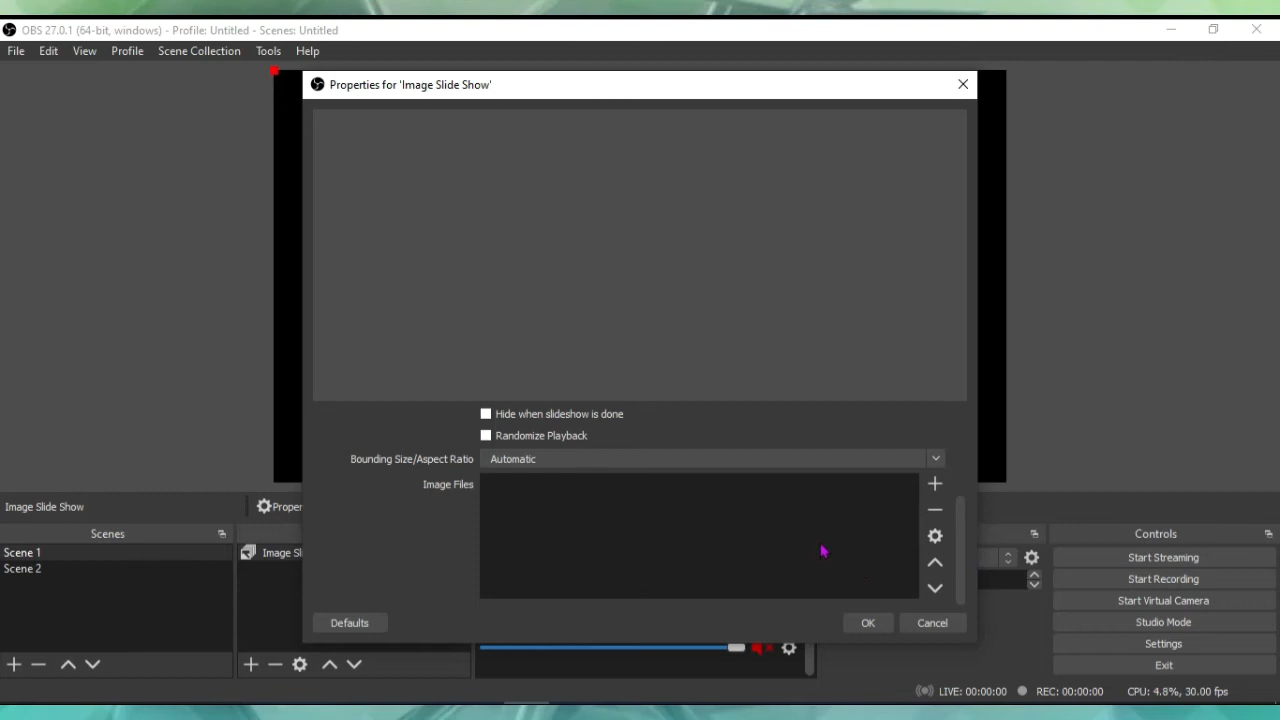 OBS 27.0.1 (64-bit, windows) - Profile: Untitled - Scenes: Untitled
File Edit View Profile Scene Collection Tools Help
Properties for 'Image Slide Show'
Hide when slideshow is done
Randomize Playback
Bounding Size/Aspect Ratio Automatic
Image Files
Image Slide Show
Scenes
Controls
Scene 1
Scene 2
Image
Start Streaming
Start Recording
Start Virtual Camera
Studio Mode
Settings
Exit
Defaults OK Cancel
LIVE: 00:00:00 REC: 00:00:00 CPU: 4.8%, 30.00 fps